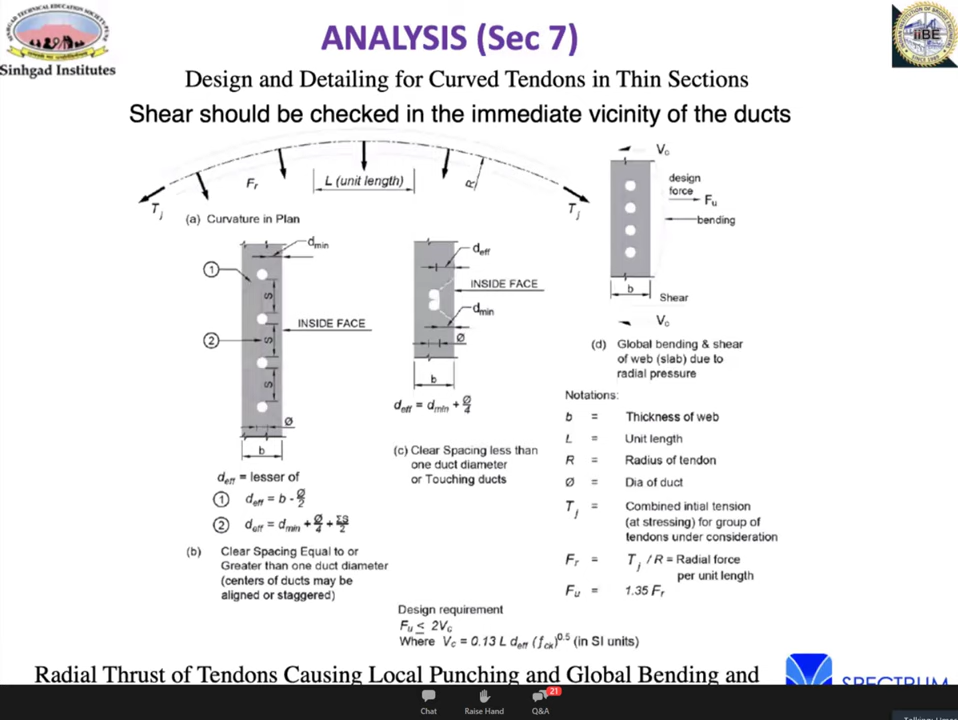 Sinhgad Institutes
ANALYSIS (Sec 7)
iiBE
Design and Detailing for Curved Tendons in Thin Sections
Shear should be checked in the immediate vicinity of the ducts
Fr
L (unit length)
R
Tj
Tj
(a) Curvature in Plan
dmin
1
S
INSIDE FACE
2
S
S
Ø
b
deff = lesser of
1 deff = b - Ø/2
2 deff = dmin + Ø/4 + ΣS/2
(b) Clear Spacing Equal to or
Greater than one duct diameter
(centers of ducts may be
aligned or staggered)
deff
INSIDE FACE
dmin
Ø
b
deff = dmin + Ø/4
(c) Clear Spacing less than
one duct diameter
or Touching ducts
Vc
design
force
Fu
bending
b
Shear
Vc
(d) Global bending & shear
of web (slab) due to
radial pressure
Notations:
b = Thickness of web
L = Unit length
R = Radius of tendon
Ø = Dia of duct
Tj = Combined intial tension
(at stressing) for group of
tendons under consideration
Fr = Tj / R = Radial force
per unit length
Fu = 1.35 Fr
Design requirement
Fu ≤ 2Vc
Where Vc = 0.13 L deff (fck)^0.5 (in SI units)
Radial Thrust of Tendons Causing Local Punching and Global Bending and
SPECTRUM
Chat
Raise Hand
21
Q&A